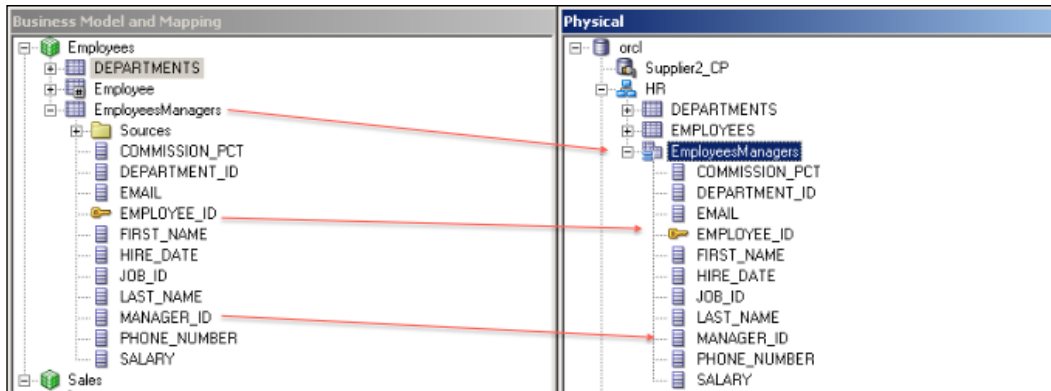 Business Model and Mapping
Employees
DEPARTMENTS
Employee
EmployeesManagers
Sources
COMMISSION_PCT
DEPARTMENT_ID
EMAIL
EMPLOYEE_ID
FIRST_NAME
HIRE_DATE
JOB_ID
LAST_NAME
MANAGER_ID
PHONE_NUMBER
SALARY
Sales
Physical
orcl
Supplier2_CP
HR
DEPARTMENTS
EMPLOYEES
EmployeesManagers
COMMISSION_PCT
DEPARTMENT_ID
EMAIL
EMPLOYEE_ID
FIRST_NAME
HIRE_DATE
JOB_ID
LAST_NAME
MANAGER_ID
PHONE_NUMBER
SALARY